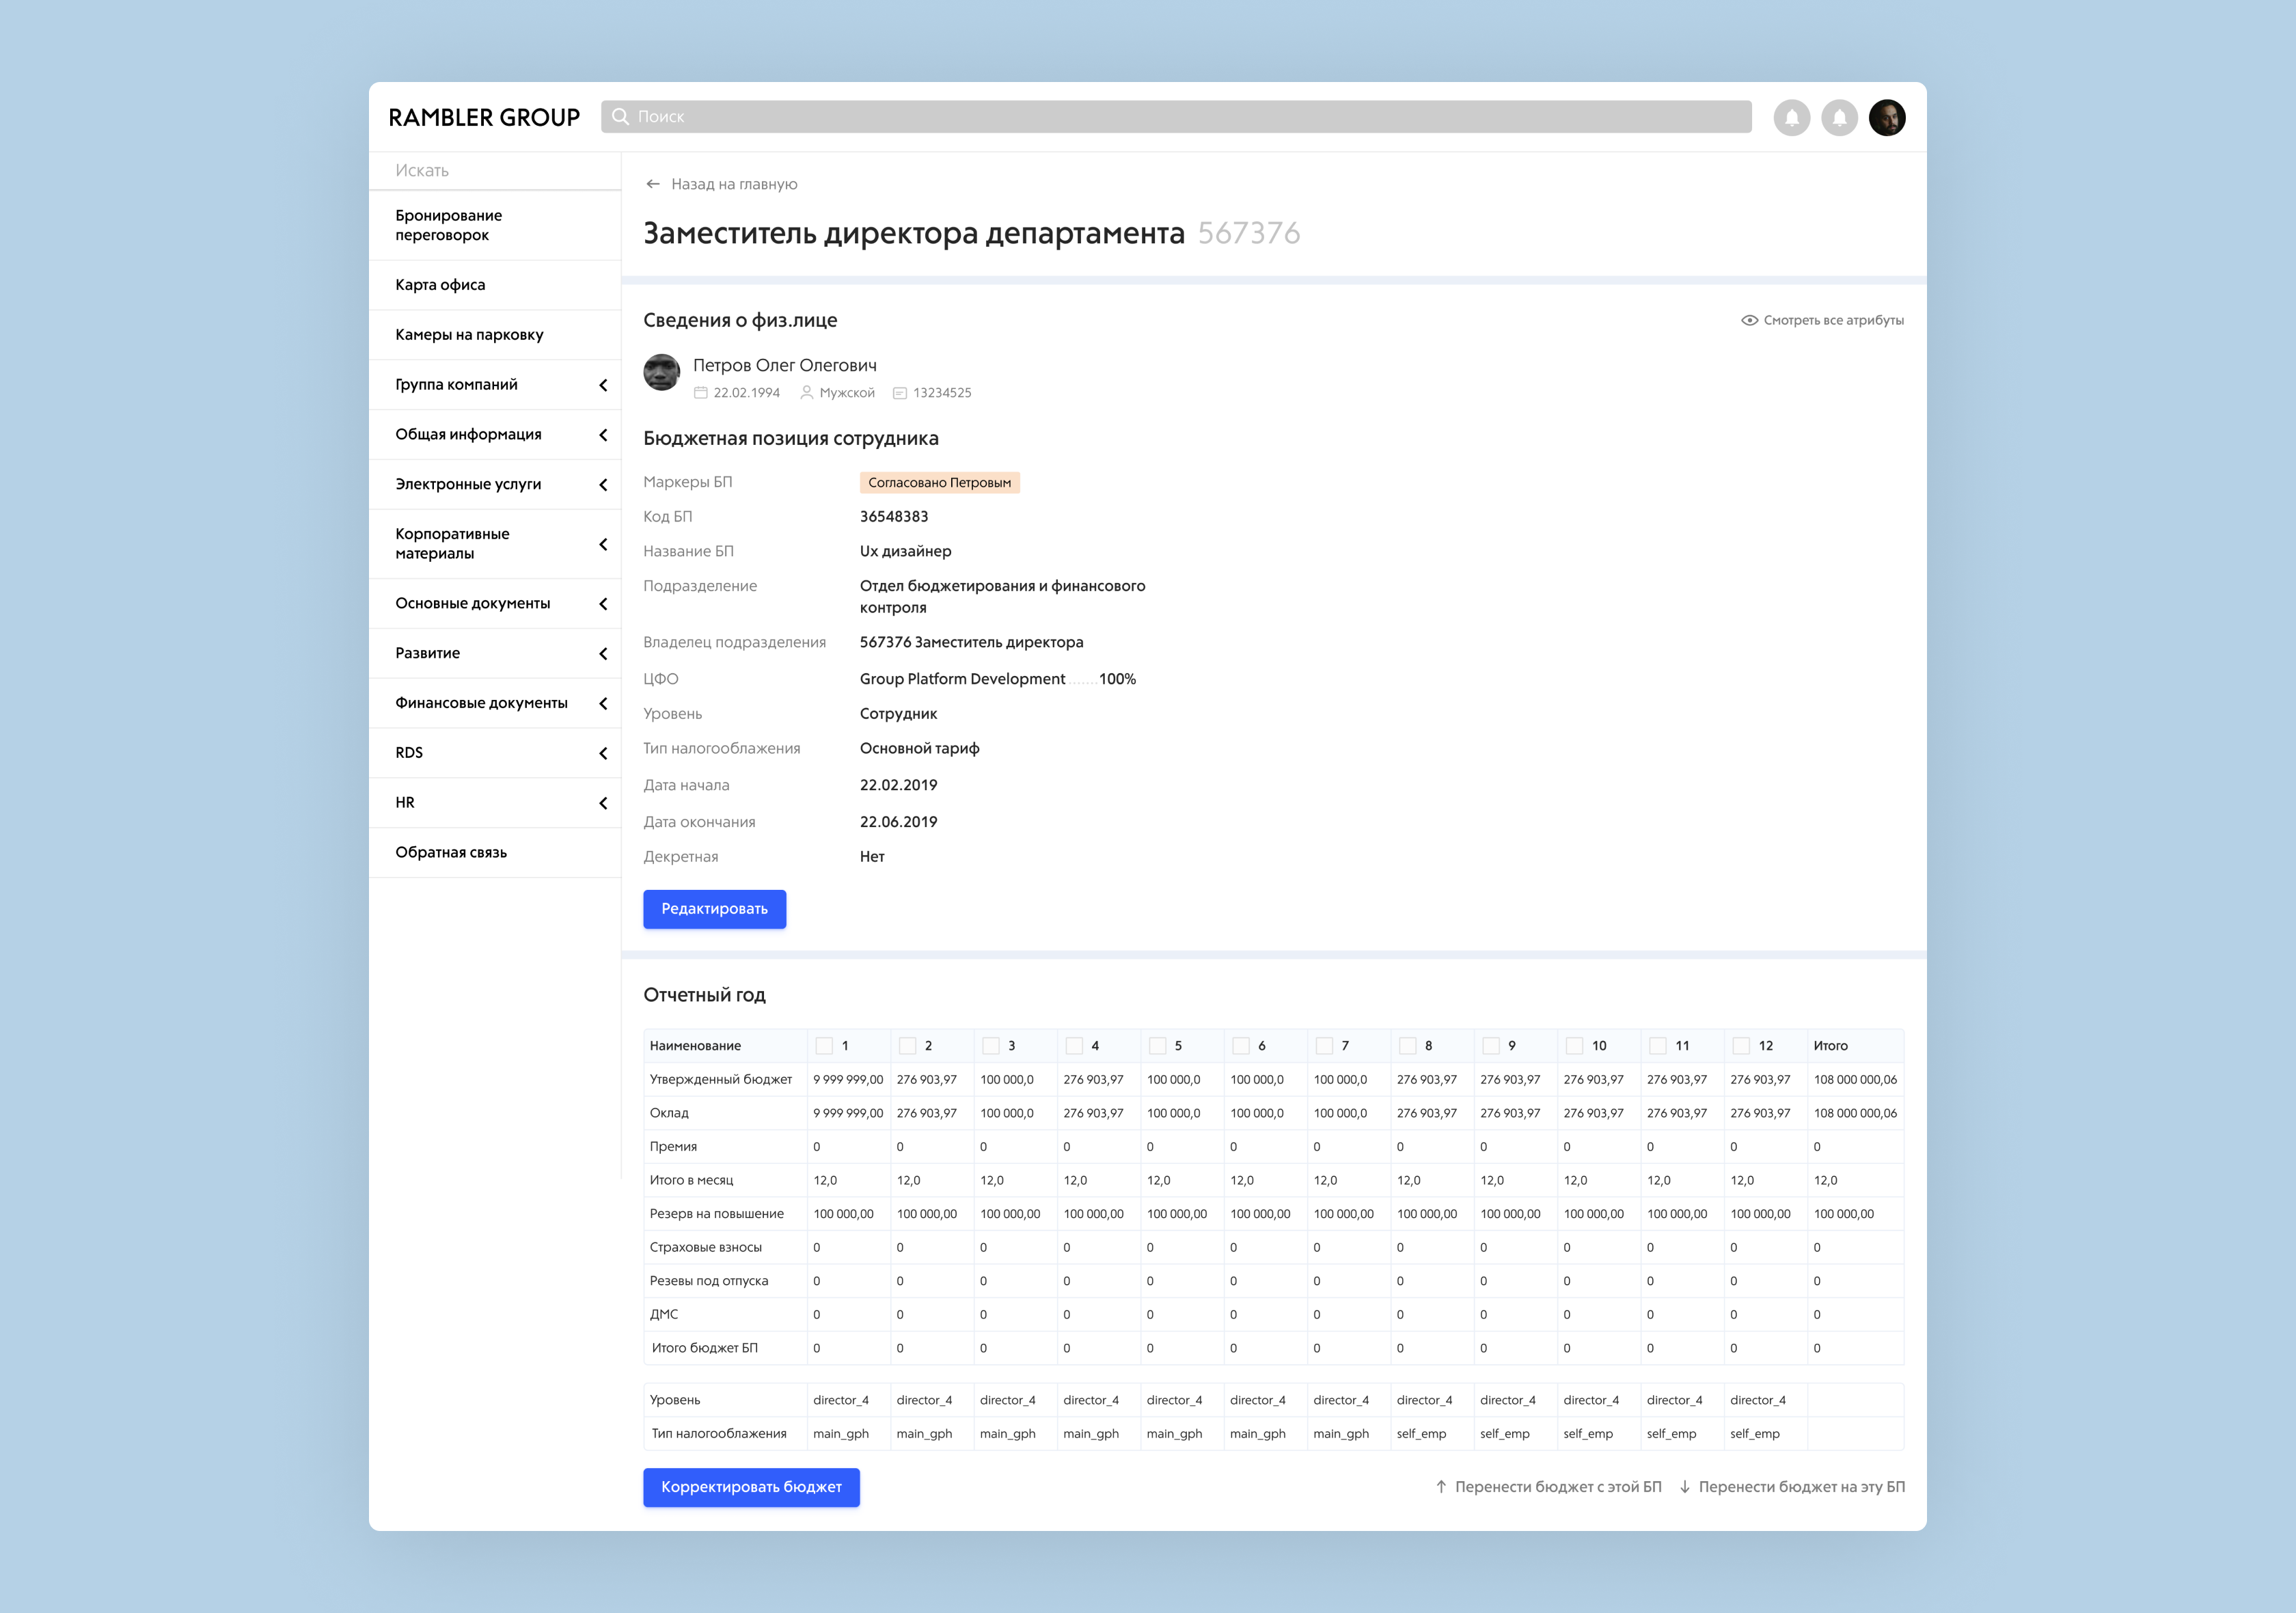 RAMBLER GROUP
Поиск
Искать
Бронирование
переговорок
Карта офиса
Камеры на парковку
Группа компаний
Общая информация
Электронные услуги
Корпоративные
материалы
Основные документы
Развитие
Финансовые документы
RDS
HR
Обратная связь
Назад на главную
Заместитель директора департамента 567376
Сведения о физ.лице
Смотреть все атрибуты
Петров Олег Олегович
22.02.1994 Мужской 13234525
Бюджетная позиция сотрудника
Маркеры БП Согласовано Петровым
Код БП 36548383
Название БП Ux дизайнер
Подразделение Отдел бюджетирования и финансового
контроля
Владелец подразделения 567376 Заместитель директора
ЦФО Group Platform Development.......100%
Уровень Сотрудник
Тип налогооблажения Основной тариф
Дата начала 22.02.2019
Дата окончания 22.06.2019
Декретная Нет
Редактировать
Отчетный год
Наименование 1 2 3 4 5 6 7 8 9 10 11 12 Итого
Утвержденный бюджет 9 999 999,00 276 903,97 100 000,0 276 903,97 100 000,0 100 000,0 100 000,0 276 903,97 276 903,97 276 903,97 276 903,97 276 903,97 108 000 000,06
Оклад 9 999 999,00 276 903,97 100 000,0 276 903,97 100 000,0 100 000,0 100 000,0 276 903,97 276 903,97 276 903,97 276 903,97 276 903,97 108 000 000,06
Премия 0 0 0 0 0 0 0 0 0 0 0 0 0
Итого в месяц 12,0 12,0 12,0 12,0 12,0 12,0 12,0 12,0 12,0 12,0 12,0 12,0 12,0
Резерв на повышение 100 000,00 100 000,00 100 000,00 100 000,00 100 000,00 100 000,00 100 000,00 100 000,00 100 000,00 100 000,00 100 000,00 100 000,00 100 000,00
Страховые взносы 0 0 0 0 0 0 0 0 0 0 0 0 0
Резевы под отпуска 0 0 0 0 0 0 0 0 0 0 0 0 0
ДМС 0 0 0 0 0 0 0 0 0 0 0 0 0
Итого бюджет БП 0 0 0 0 0 0 0 0 0 0 0 0 0
Уровень director_4 director_4 director_4 director_4 director_4 director_4 director_4 director_4 director_4 director_4 director_4 director_4
Тип налогооблажения main_gph main_gph main_gph main_gph main_gph main_gph main_gph self_emp self_emp self_emp self_emp self_emp
Корректировать бюджет
Перенести бюджет с этой БП Перенести бюджет на эту БП